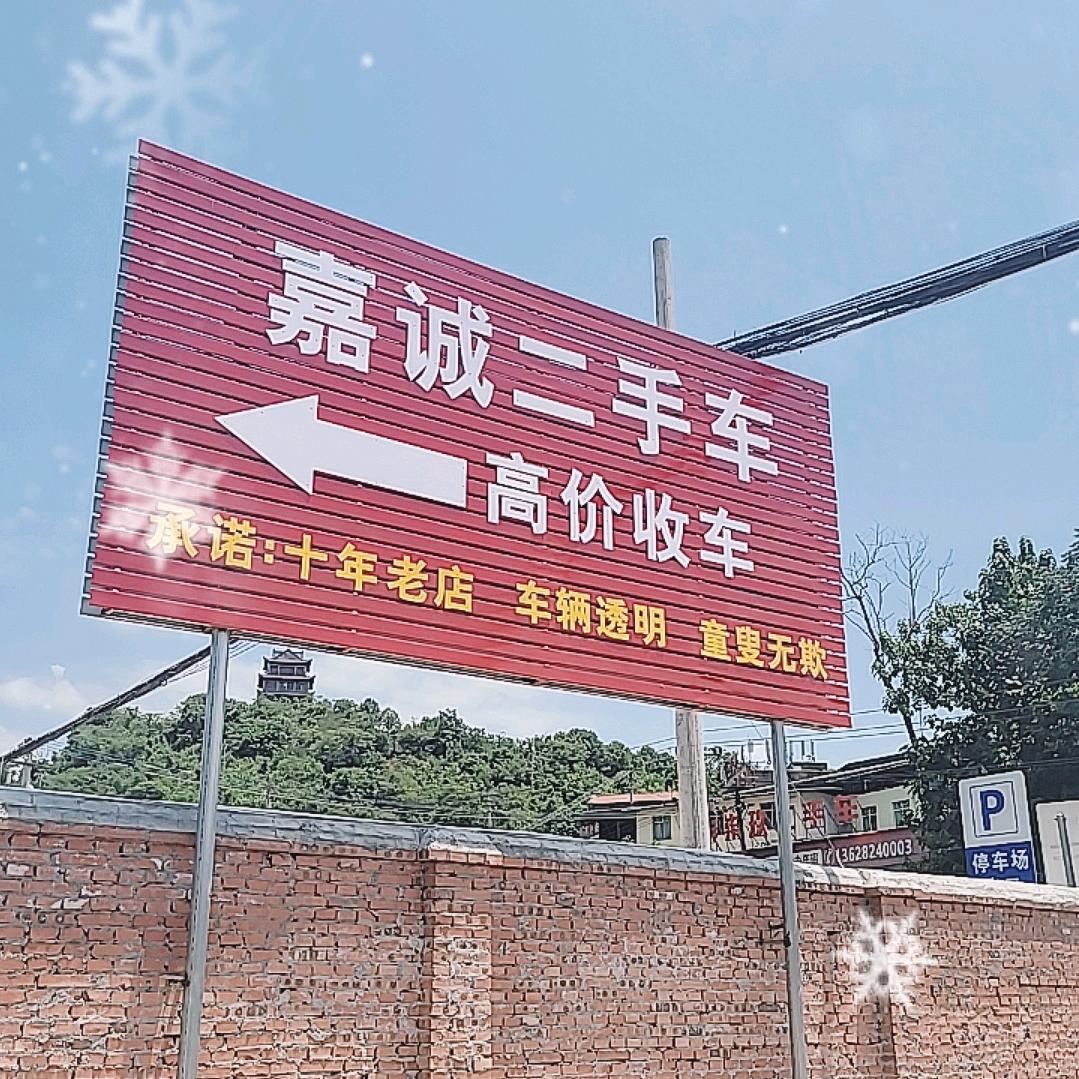 嘉诚二手车
高价收车
承诺:十年老店 车辆透明 童叟无欺
13628240003
P
停车场